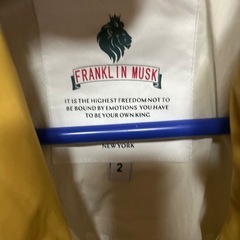 FRANKLIN MUSK
IT IS THE HIGHEST FREEDOM NOT TO
BE BOUND BY EMOTIONS YOU HAVE
TO BE YOUR OWN KING
NEW YORK
2